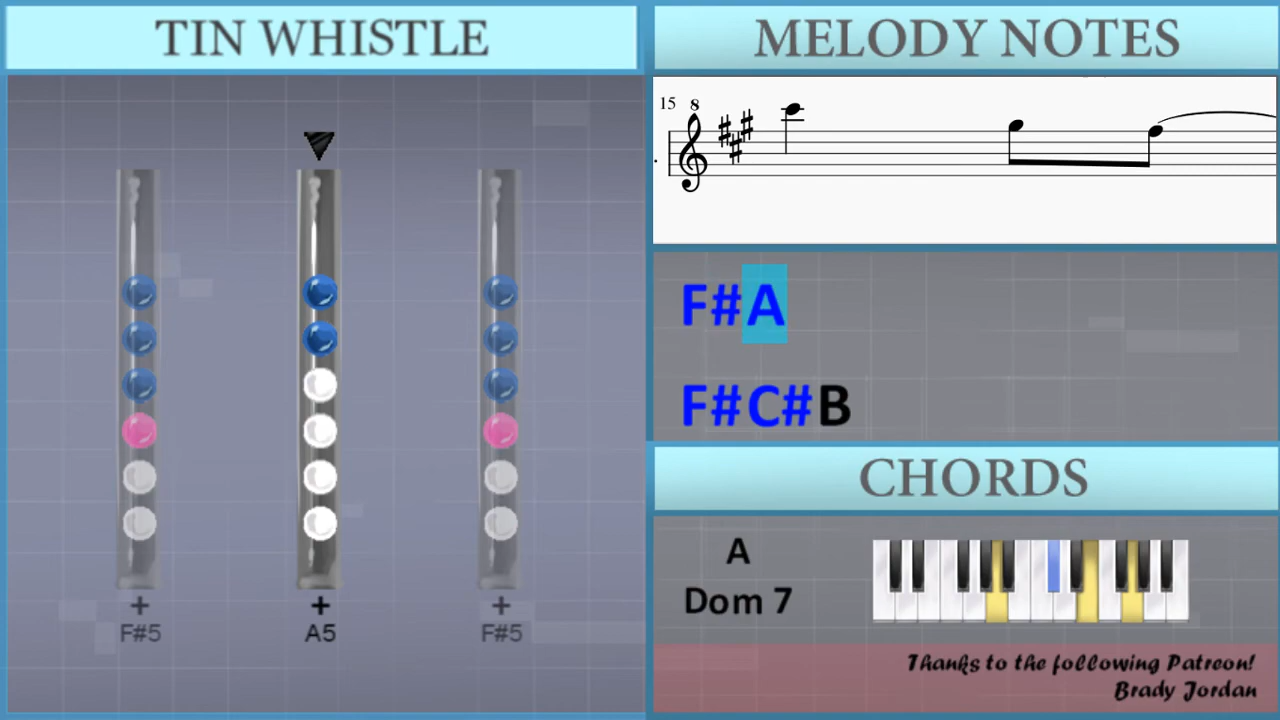 TIN WHISTLE
+ + +
F#5 A5 F#5
MELODY NOTES
15 8
F#A
F#C#B
CHORDS
A
Dom 7
Thanks to the following Patreon!
Brady Jordan